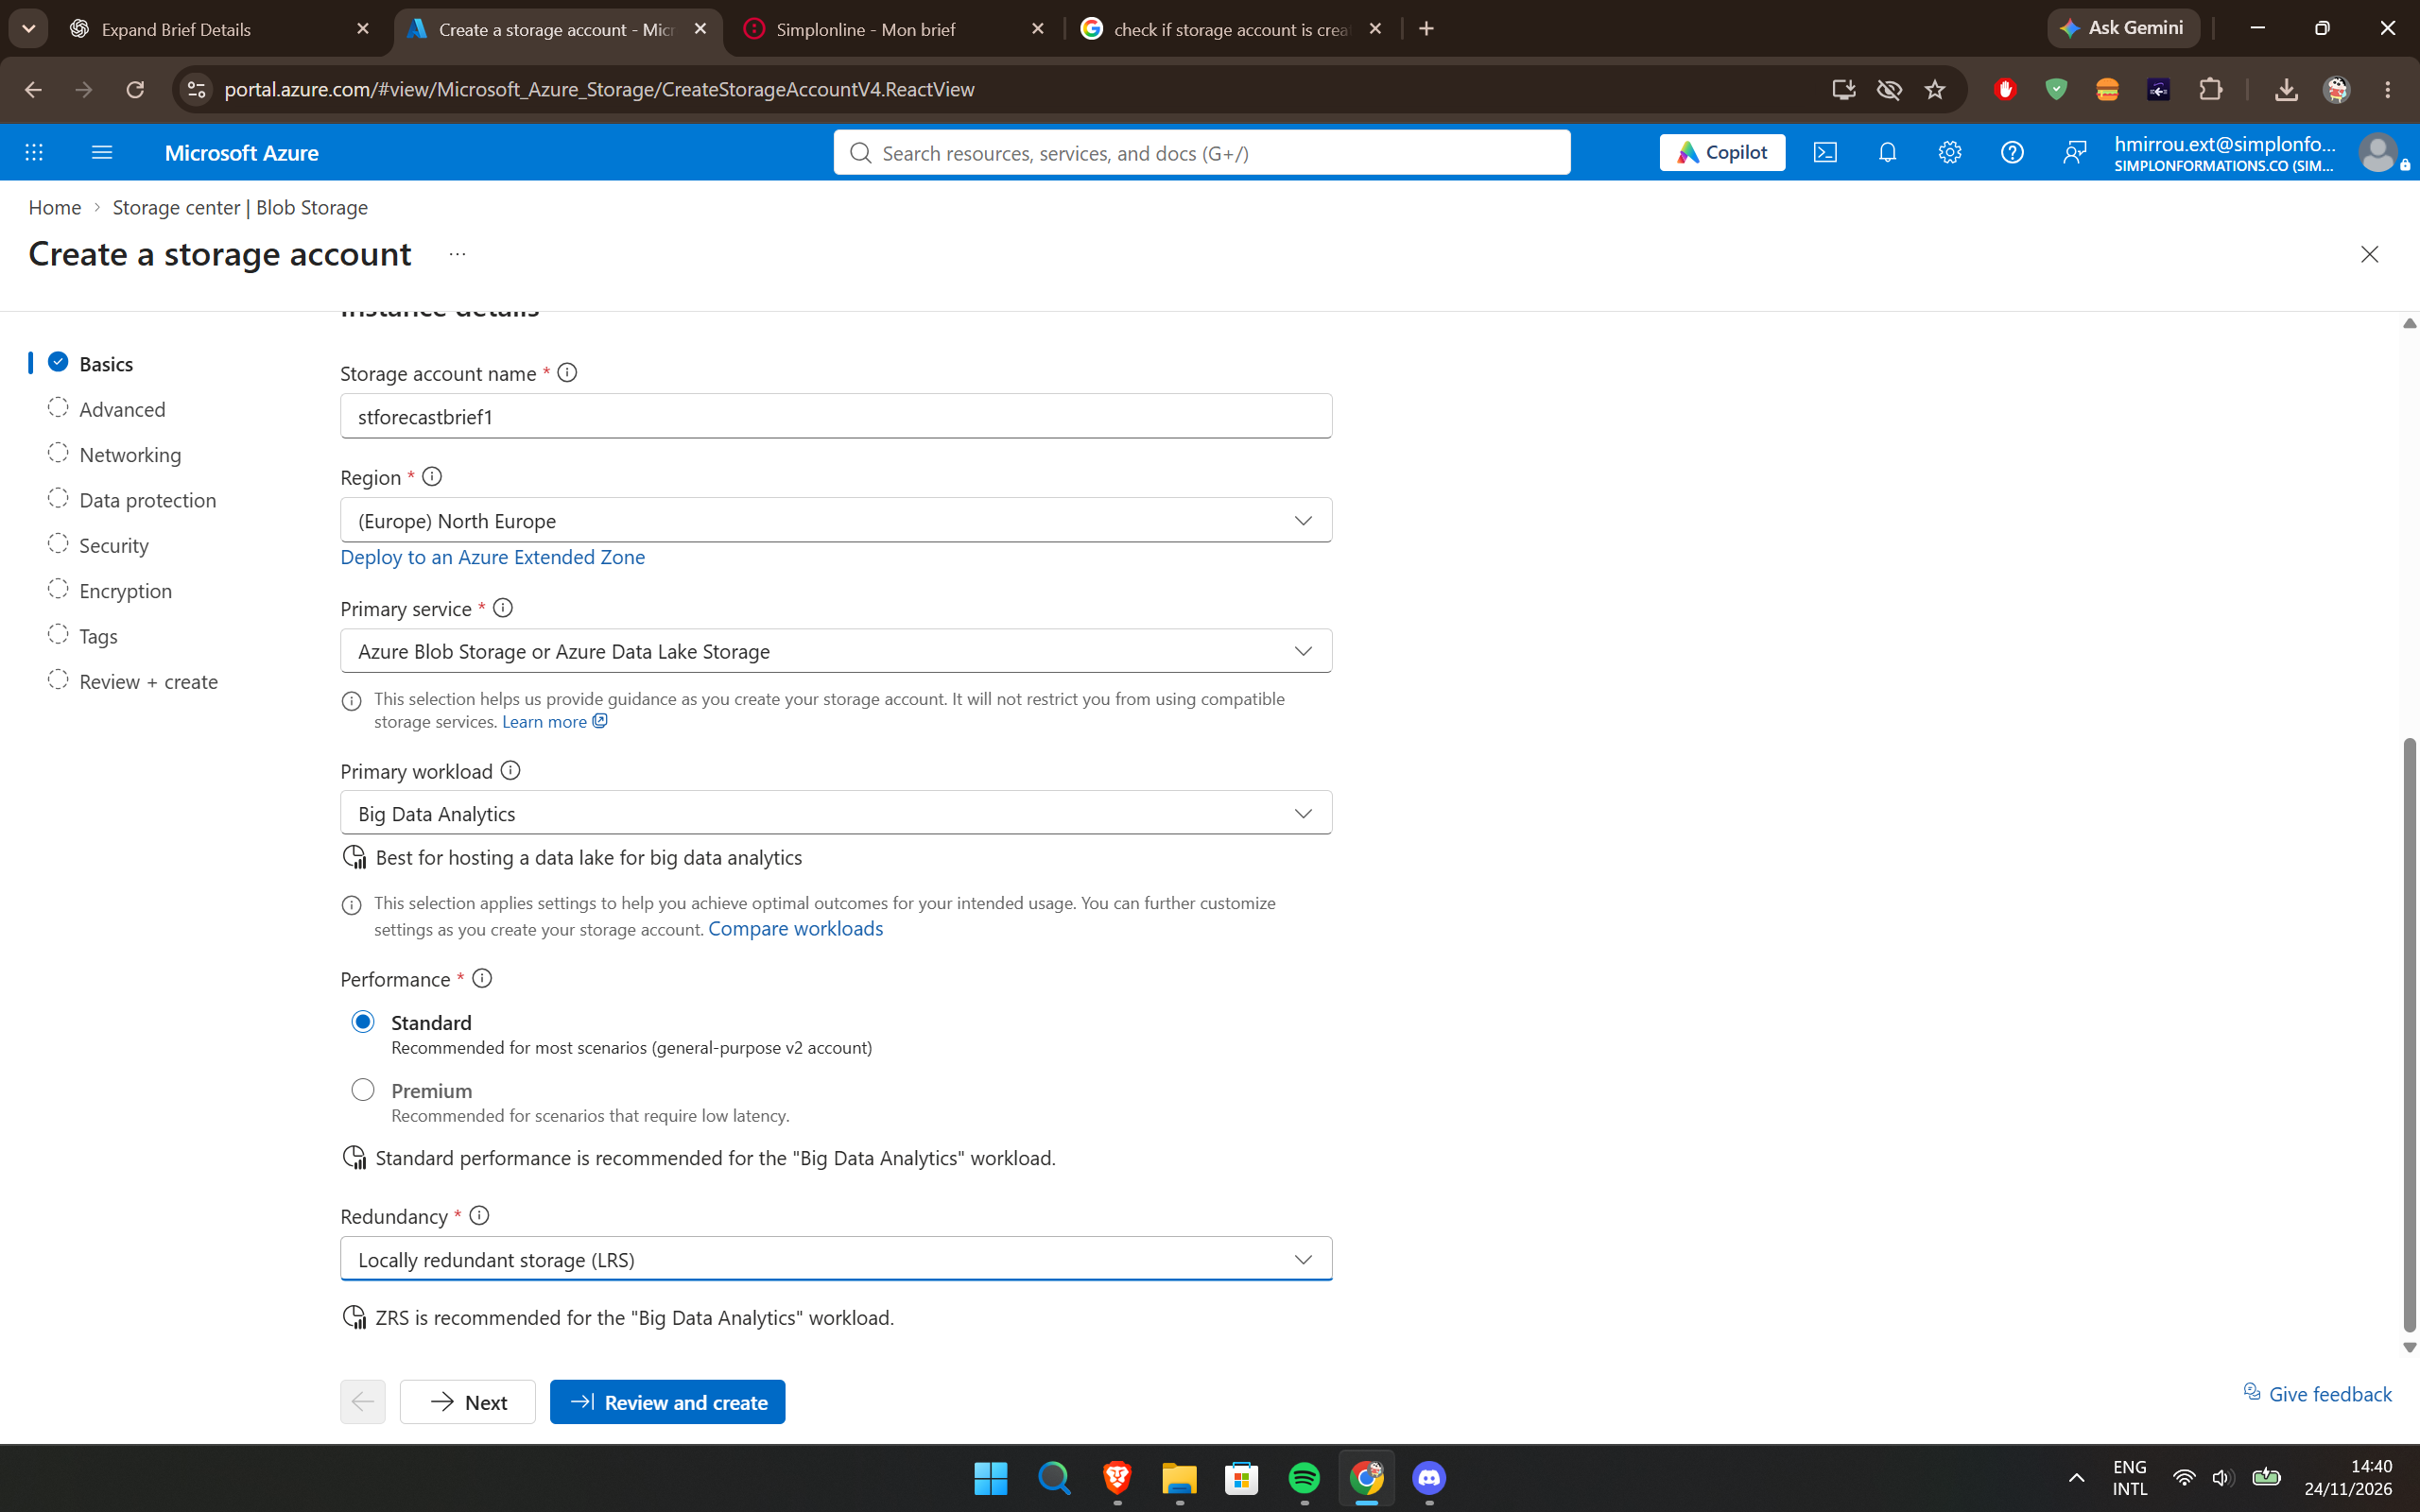 Expand Brief Details
Create a storage account - Micr
Simplonline - Mon brief
check if storage account is crea
Ask Gemini
portal.azure.com/#view/Microsoft_Azure_Storage/CreateStorageAccountV4.ReactView
Microsoft Azure
Search resources, services, and docs (G+/)
Copilot
hmirrou.ext@simplonfo...
SIMPLONFORMATIONS.CO (SIM...
Home > Storage center | Blob Storage
Create a storage account ...
Instance details
Basics
Advanced
Networking
Data protection
Security
Encryption
Tags
Review + create
Storage account name *
stforecastbrief1
Region *
(Europe) North Europe
Deploy to an Azure Extended Zone
Primary service *
Azure Blob Storage or Azure Data Lake Storage
This selection helps us provide guidance as you create your storage account. It will not restrict you from using compatible
storage services. Learn more
Primary workload
Big Data Analytics
Best for hosting a data lake for big data analytics
This selection applies settings to help you achieve optimal outcomes for your intended usage. You can further customize
settings as you create your storage account. Compare workloads
Performance *
Standard
Recommended for most scenarios (general-purpose v2 account)
Premium
Recommended for scenarios that require low latency.
Standard performance is recommended for the "Big Data Analytics" workload.
Redundancy *
Locally redundant storage (LRS)
ZRS is recommended for the "Big Data Analytics" workload.
Next
Review and create
Give feedback
ENG
INTL
14:40
24/11/2026